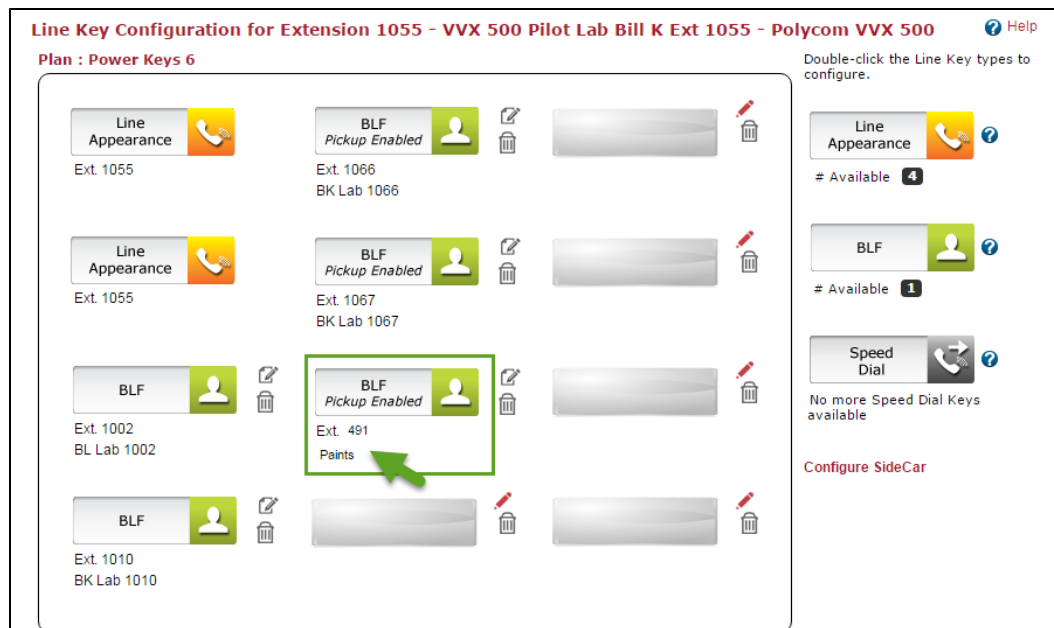 Line Key Configuration for Extension 1055 - VVX 500 Pilot Lab Bill K Ext 1055 - Polycom VVX 500
Help
Plan : Power Keys 6
Line
Appearance
Ext. 1055
BLF
Pickup Enabled
Ext. 1066
BK Lab 1066
Line
Appearance
Ext. 1055
BLF
Pickup Enabled
Ext. 1067
BK Lab 1067
BLF
Ext. 1002
BL Lab 1002
BLF
Pickup Enabled
Ext. 491
Paints
BLF
Ext. 1010
BK Lab 1010
Double-click the Line Key types to
configure.
Line
Appearance
# Available 4
BLF
# Available 1
Speed
Dial
No more Speed Dial Keys
available
Configure SideCar